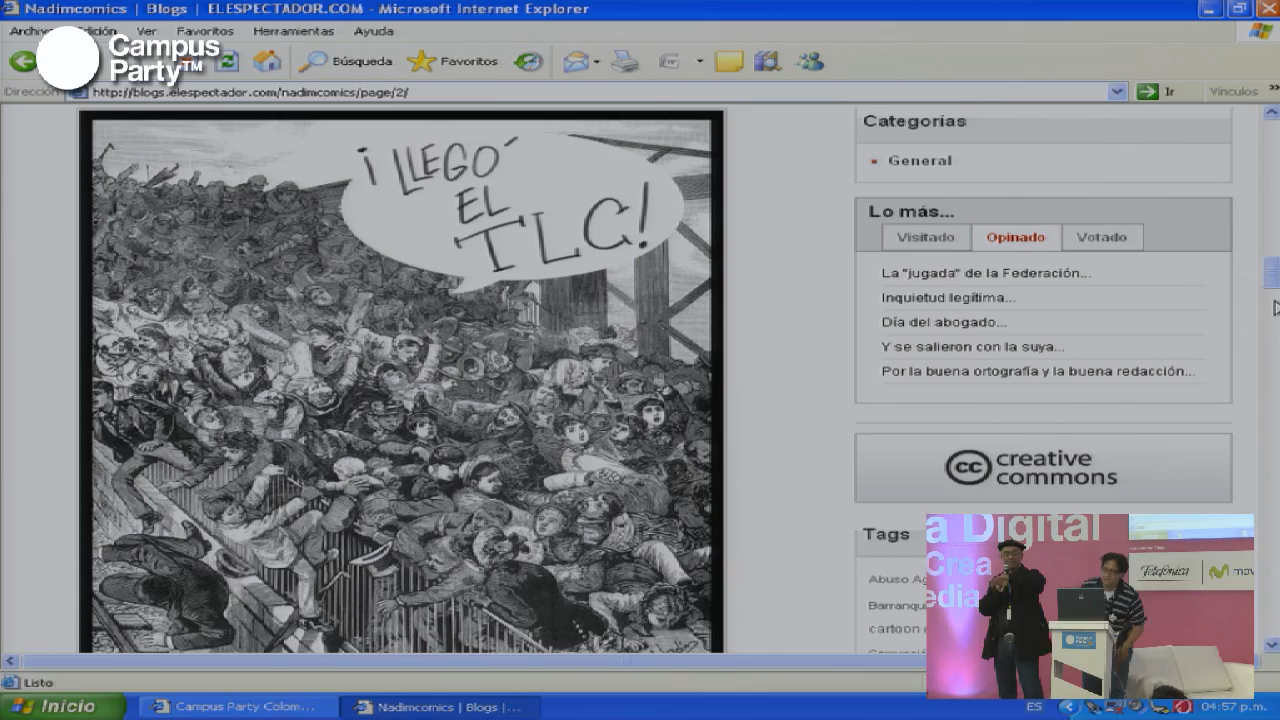 Nadimcomics | Blogs | ELESPECTADOR.COM - Microsoft Internet Explorer
Ver Favoritos Herramientas Ayuda
Campus
Party™
Búsqueda Favoritos
Dirección http://blogs.elespectador.com/nadimcomics/page/2/ Ir Vínculos »
¡LLEGÓ
EL
TLC!
Categorías
General
Lo más...
Visitado Opinado Votado
La "jugada" de la Federación...
Inquietud legítima...
Día del abogado...
Y se salieron con la suya...
Por la buena ortografía y la buena redacción...
cc creative
commons
Tags
Abuso
Barranqu
cartoon
a Digital
Crea
edia
Telefónica
mov
Campus
Party
Listo
Inicio Campus Party Colom... Nadimcomics | Blogs |... ES 04:57 p.m.